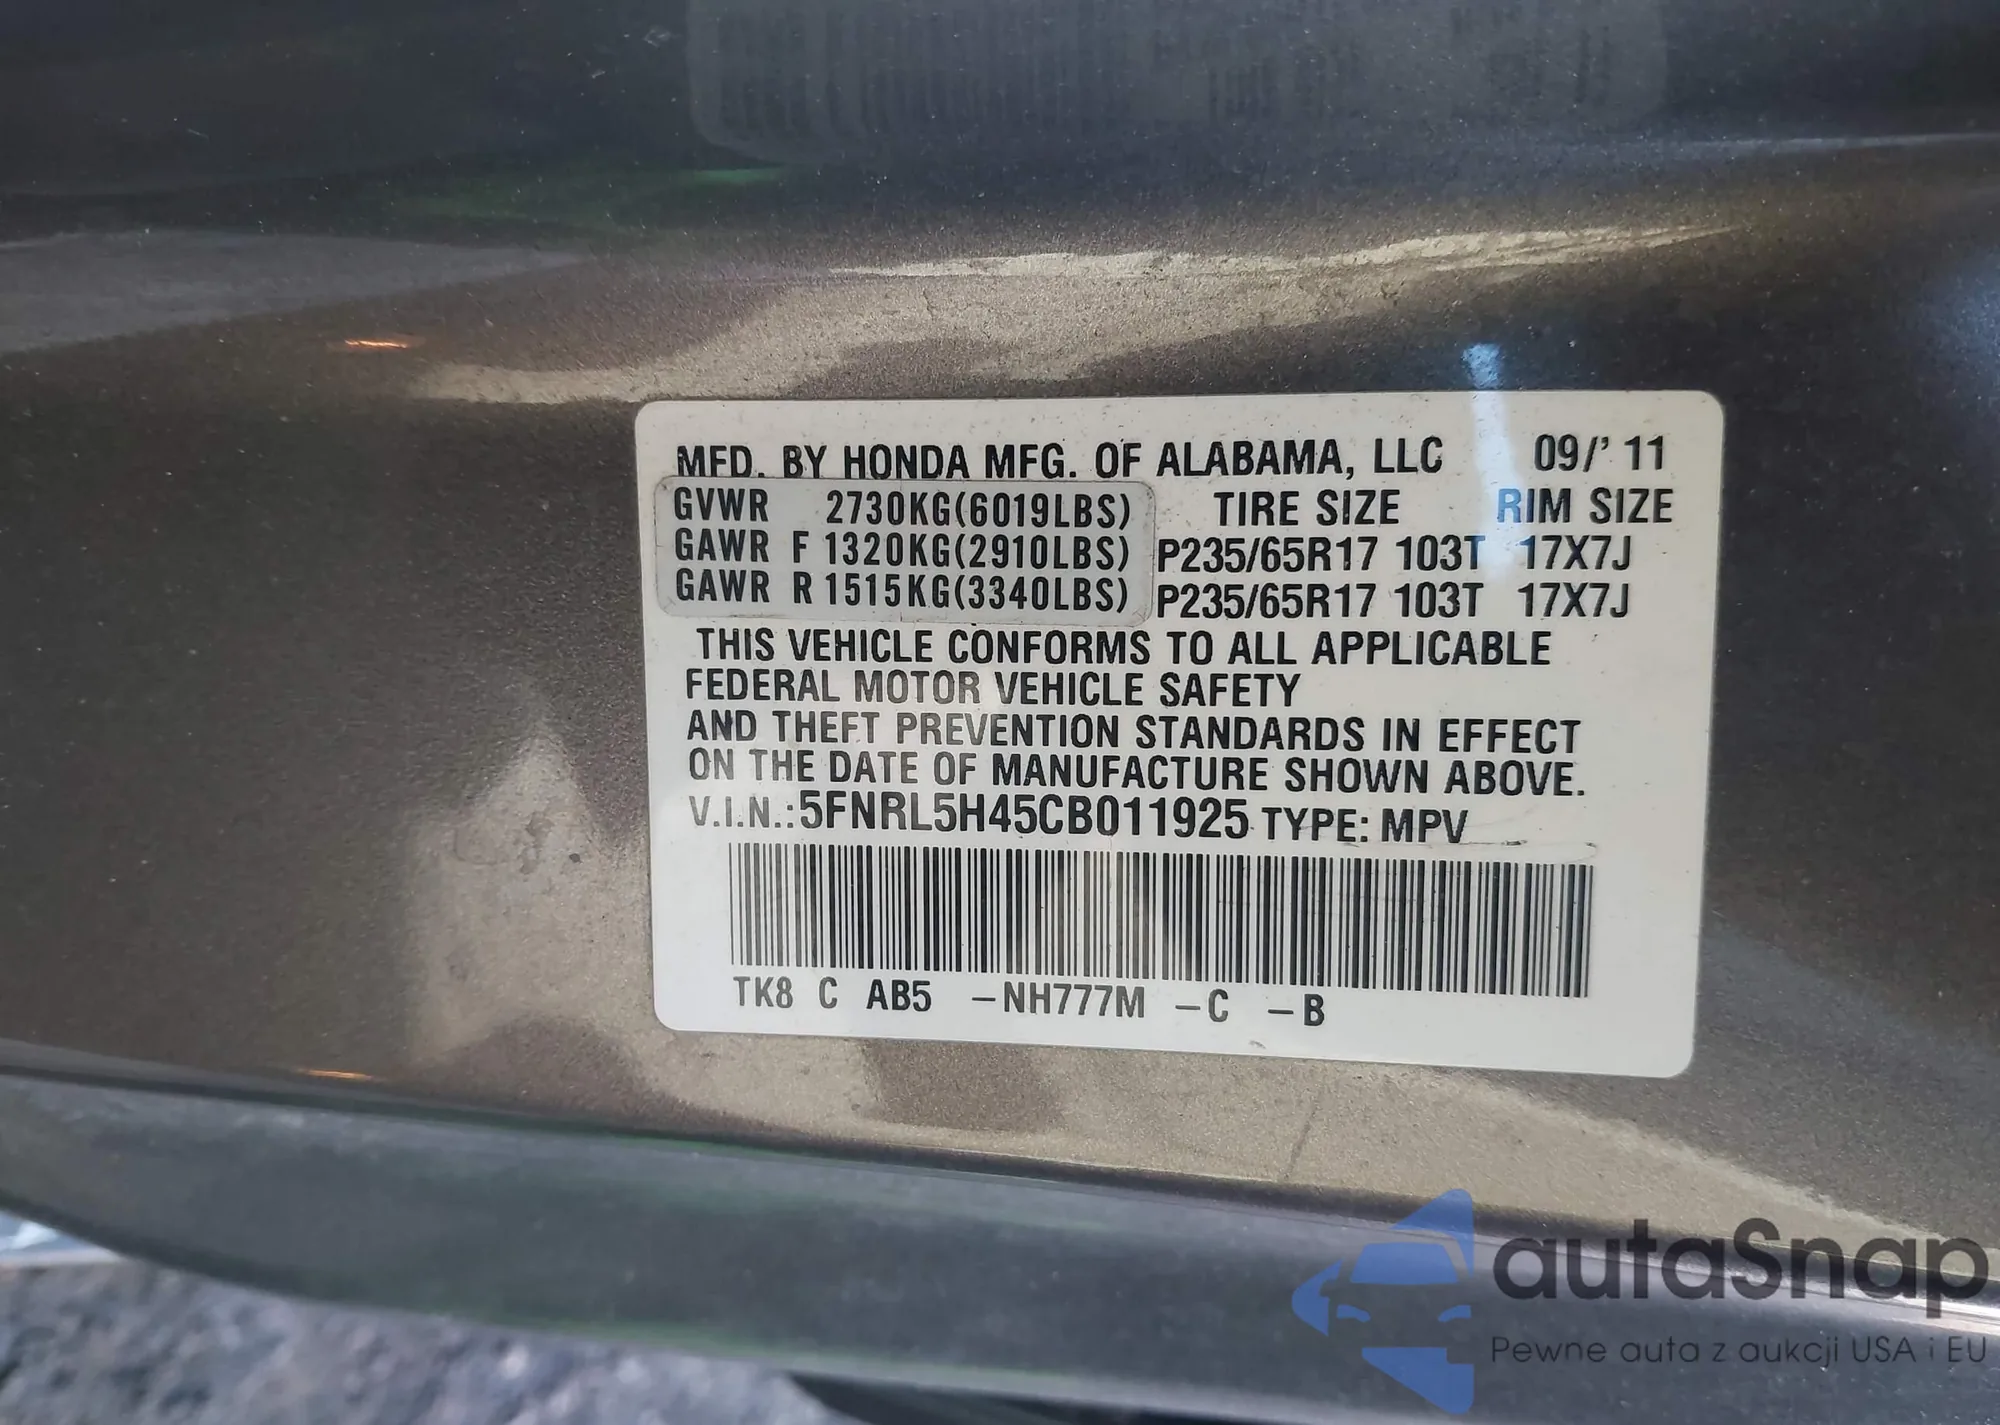 MFD. BY HONDA MFG. OF ALABAMA, LLC 09/' 11
GVWR 2730KG(6019LBS) TIRE SIZE RIM SIZE
GAWR F 1320KG(2910LBS) P235/65R17 103T 17X7J
GAWR R 1515KG(3340LBS) P235/65R17 103T 17X7J
THIS VEHICLE CONFORMS TO ALL APPLICABLE
FEDERAL MOTOR VEHICLE SAFETY
AND THEFT PREVENTION STANDARDS IN EFFECT
ON THE DATE OF MANUFACTURE SHOWN ABOVE.
V.I.N.: 5FNRL5H45CB011925 TYPE: MPV
TK8 C AB5 -NH777M -C -B
autaSnap
Pewne auta z aukcji USA i EU